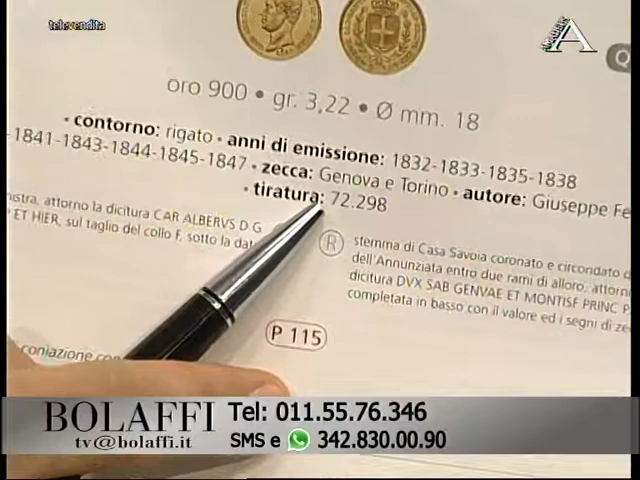 televendita
A
oro 900 • gr. 3,22 • Ø mm. 18
• contorno: rigato • anni di emissione: 1832-1833-1835-1838
-1841-1843-1844-1845-1847 • zecca: Genova e Torino • autore: Giuseppe Fe
• tiratura: 72.298
nistra, attorno la dicitura CAR ALBERVS D G
ET HIER, sul taglio del collo F, sotto la dat
R
stemma di Casa Savoia coronato e circondato d
dell'Annunziata entro due rami di alloro, attorn
dicitura DVX SAB GENVAE ET MONTISF PRINC P
completata in basso con il valore ed i segni di ze
P 115
coniazione con
BOLAFFI
tv@bolaffi.it
Tel: 011.55.76.346
SMS e 342.830.00.90